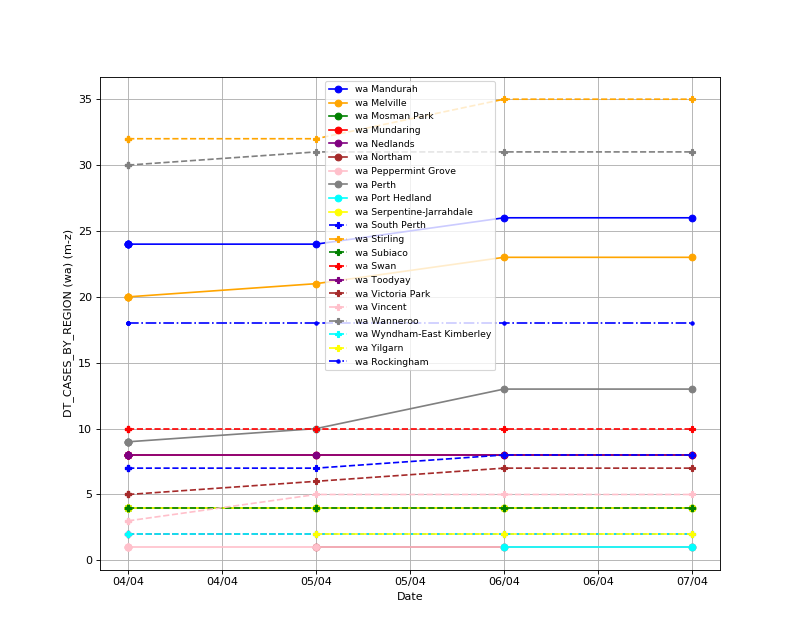 35
30
25
20
15
10
5
0
DT_CASES_BY_REGION (wa) (m-z)
wa Mandurah
wa Melville
wa Mosman Park
wa Mundaring
wa Nedlands
wa Northam
wa Peppermint Grove
wa Perth
wa Port Hedland
wa Serpentine-Jarrahdale
wa South Perth
wa Stirling
wa Subiaco
wa Swan
wa Toodyay
wa Victoria Park
wa Vincent
wa Wanneroo
wa Wyndham-East Kimberley
wa Yilgarn
wa Rockingham
04/04 04/04 05/04 05/04 06/04 06/04 07/04
Date